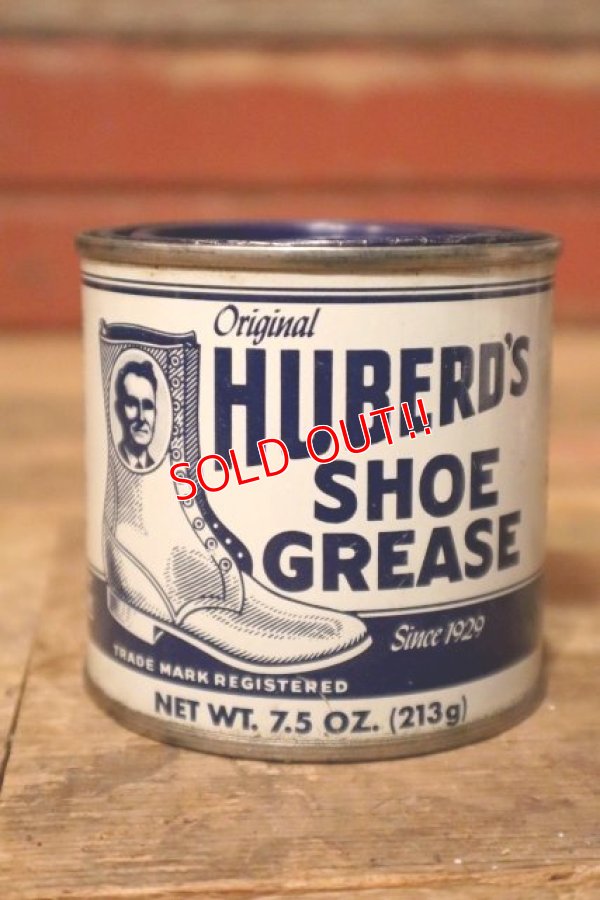 Original
HUBERD'S
SOLD OUT!!
SHOE
GREASE
Since 1929
TRADE MARK REGISTERED
NET WT. 7.5 OZ. (213g)